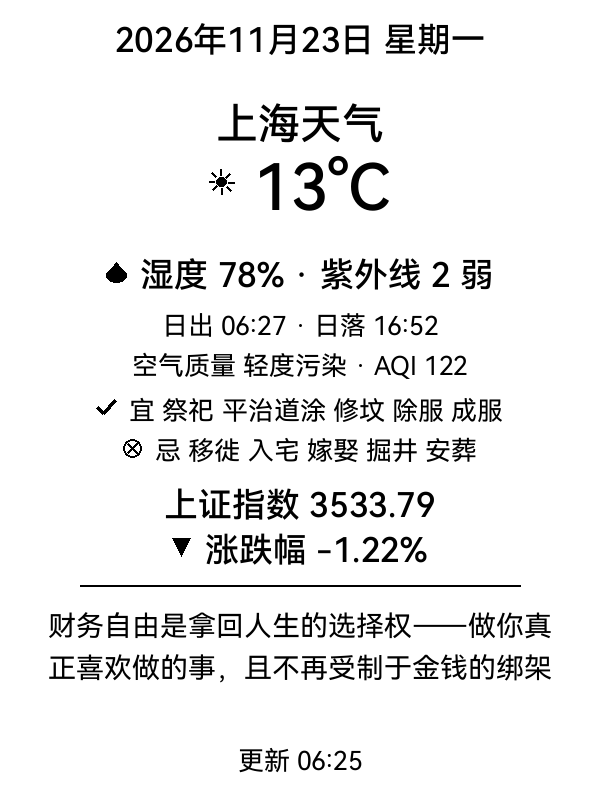 2026年11月23日 星期一
上海天气
13°C
湿度 78% · 紫外线 2 弱
日出 06:27 · 日落 16:52
空气质量 轻度污染 · AQI 122
宜 祭祀 平治道涂 修坟 除服 成服
忌 移徙 入宅 嫁娶 掘井 安葬
上证指数 3533.79
▼ 涨跌幅 -1.22%
财务自由是拿回人生的选择权——做你真
正喜欢做的事，且不再受制于金钱的绑架
更新 06:25